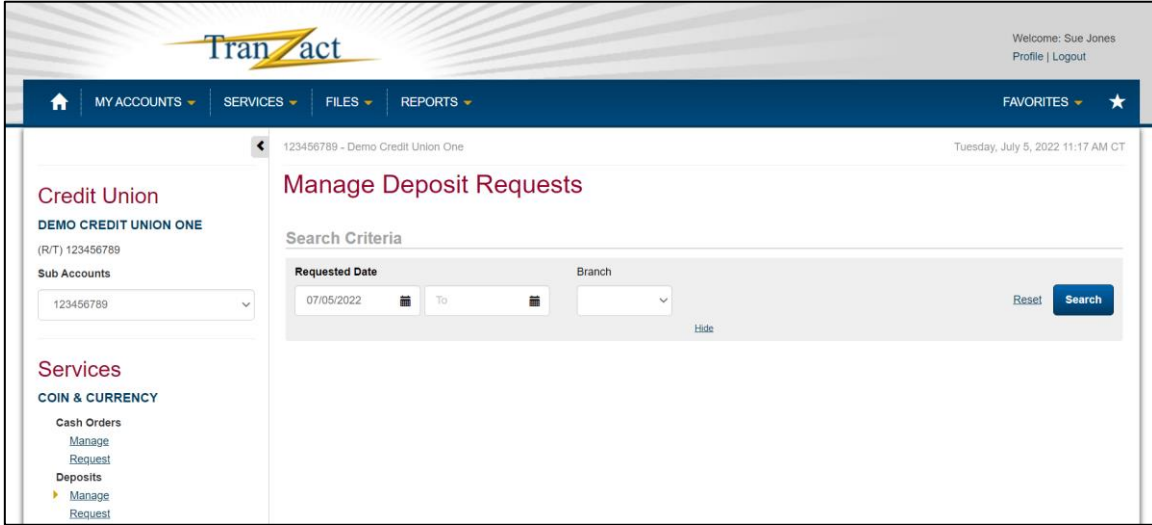 TranZact
Welcome: Sue Jones
Profile | Logout
MY ACCOUNTS
SERVICES
FILES
REPORTS
FAVORITES
123456789 - Demo Credit Union One
Tuesday, July 5, 2022 11:17 AM CT
Credit Union
DEMO CREDIT UNION ONE
(R/T) 123456789
Sub Accounts
123456789
Services
COIN & CURRENCY
Cash Orders
Manage
Request
Deposits
Manage
Request
Manage Deposit Requests
Search Criteria
Requested Date
Branch
07/05/2022
To
Reset
Search
Hide